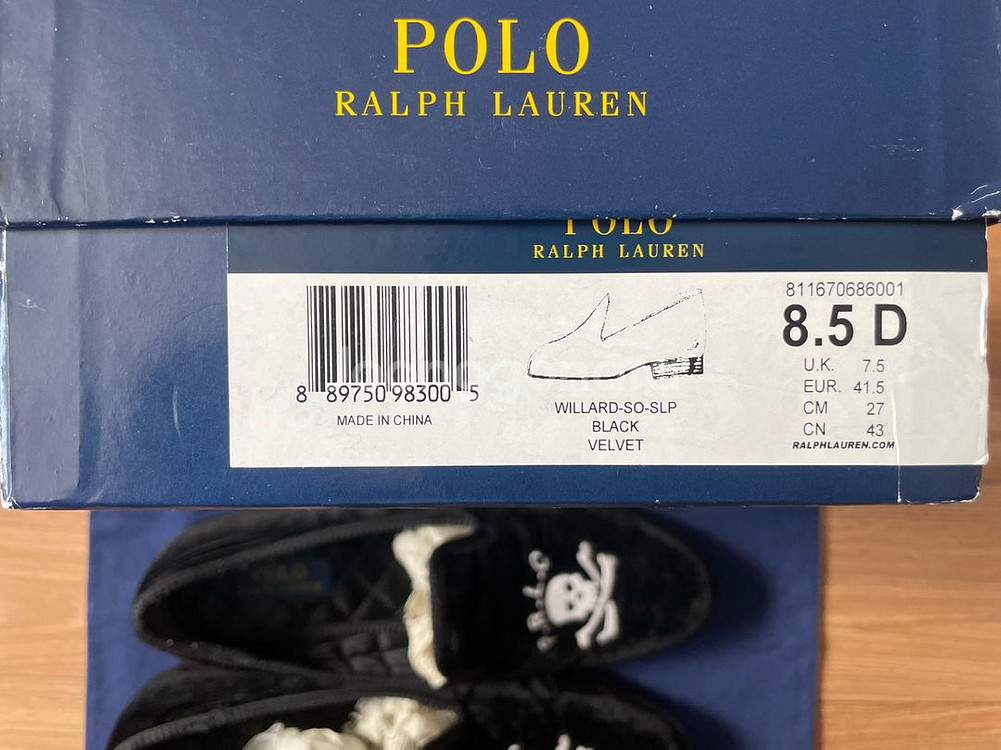 POLO
RALPH LAUREN
POLO
RALPH LAUREN
8 89750 98300 5
MADE IN CHINA
WILLARD-SO-SLP
BLACK
VELVET
811670686001
8.5 D
U.K. 7.5
EUR. 41.5
CM 27
CN 43
RALPHLAUREN.COM
POLO